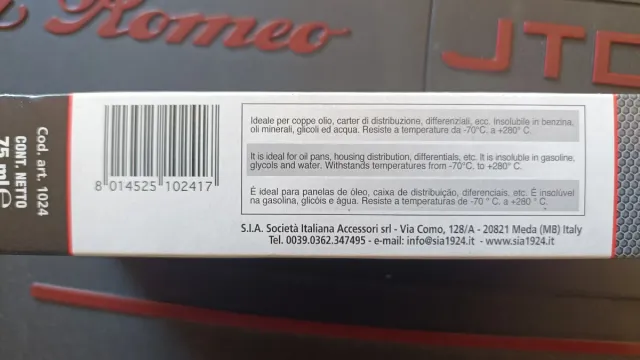 Romeo
JTD
Cod. art. 1024
CONT. NETTO
75 ml e
8 014525 102417
Ideale per coppe olio, carter di distribuzione, differenziali, ecc. Insolubile in benzina,
oli minerali, glicoli ed acqua. Resiste a temperature da -70°C. a +280° C.
It is ideal for oil pans, housing distribution, differentials, etc. It is insoluble in gasoline,
glycols and water. Withstands temperatures from -70°C. to +280° C.
É ideal para panelas de óleo, caixa de distribuição, diferenciais, etc. É insolúvel
na gasolina, glicóis e água. Resiste a temperaturas de -70 ° C. a +280 ° C.
S.I.A. Società Italiana Accessori srl - Via Como, 128/A - 20821 Meda (MB) Italy
Tel. 0039.0362.347495 - e-mail: info@sia1924.it - www.sia1924.it